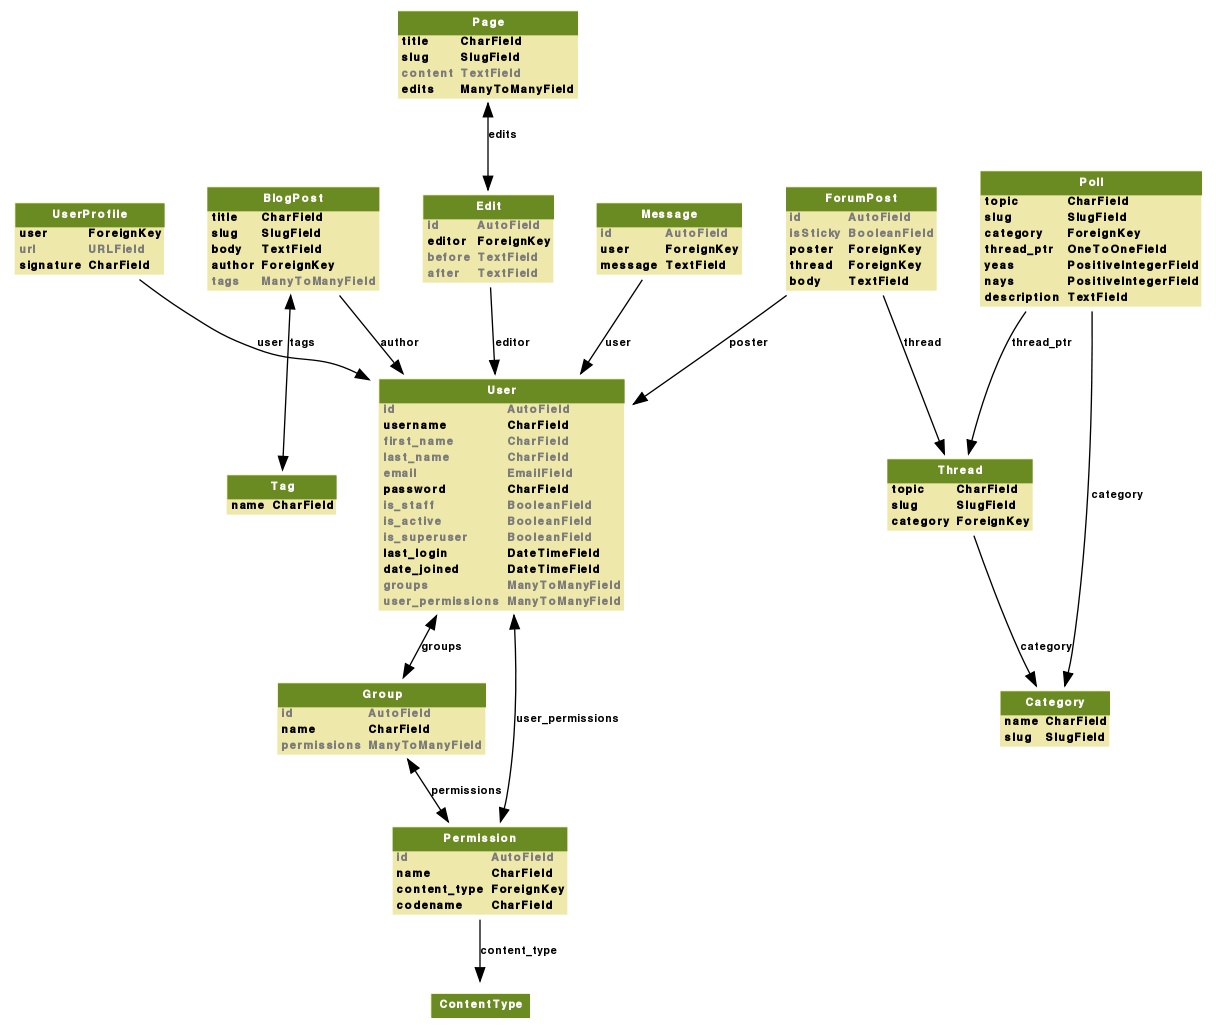 Page
title CharField
slug SlugField
content TextField
edits ManyToManyField
edits
UserProfile
user ForeignKey
url URLField
signature CharField
BlogPost
title CharField
slug SlugField
body TextField
author ForeignKey
tags ManyToManyField
Edit
id AutoField
editor ForeignKey
before TextField
after TextField
Message
id AutoField
user ForeignKey
message TextField
ForumPost
id AutoField
isSticky BooleanField
poster ForeignKey
thread ForeignKey
body TextField
Poll
topic CharField
slug SlugField
category ForeignKey
thread_ptr OneToOneField
yeas PositiveIntegerField
nays PositiveIntegerField
description TextField
user
tags
author
editor
user
poster
thread
thread_ptr
User
id AutoField
username CharField
first_name CharField
last_name CharField
email EmailField
password CharField
is_staff BooleanField
is_active BooleanField
is_superuser BooleanField
last_login DateTimeField
date_joined DateTimeField
groups ManyToManyField
user_permissions ManyToManyField
Tag
name CharField
Thread
topic CharField
slug SlugField
category ForeignKey
category
groups
category
Group
id AutoField
name CharField
permissions ManyToManyField
user_permissions
Category
name CharField
slug SlugField
permissions
Permission
id AutoField
name CharField
content_type ForeignKey
codename CharField
content_type
ContentType